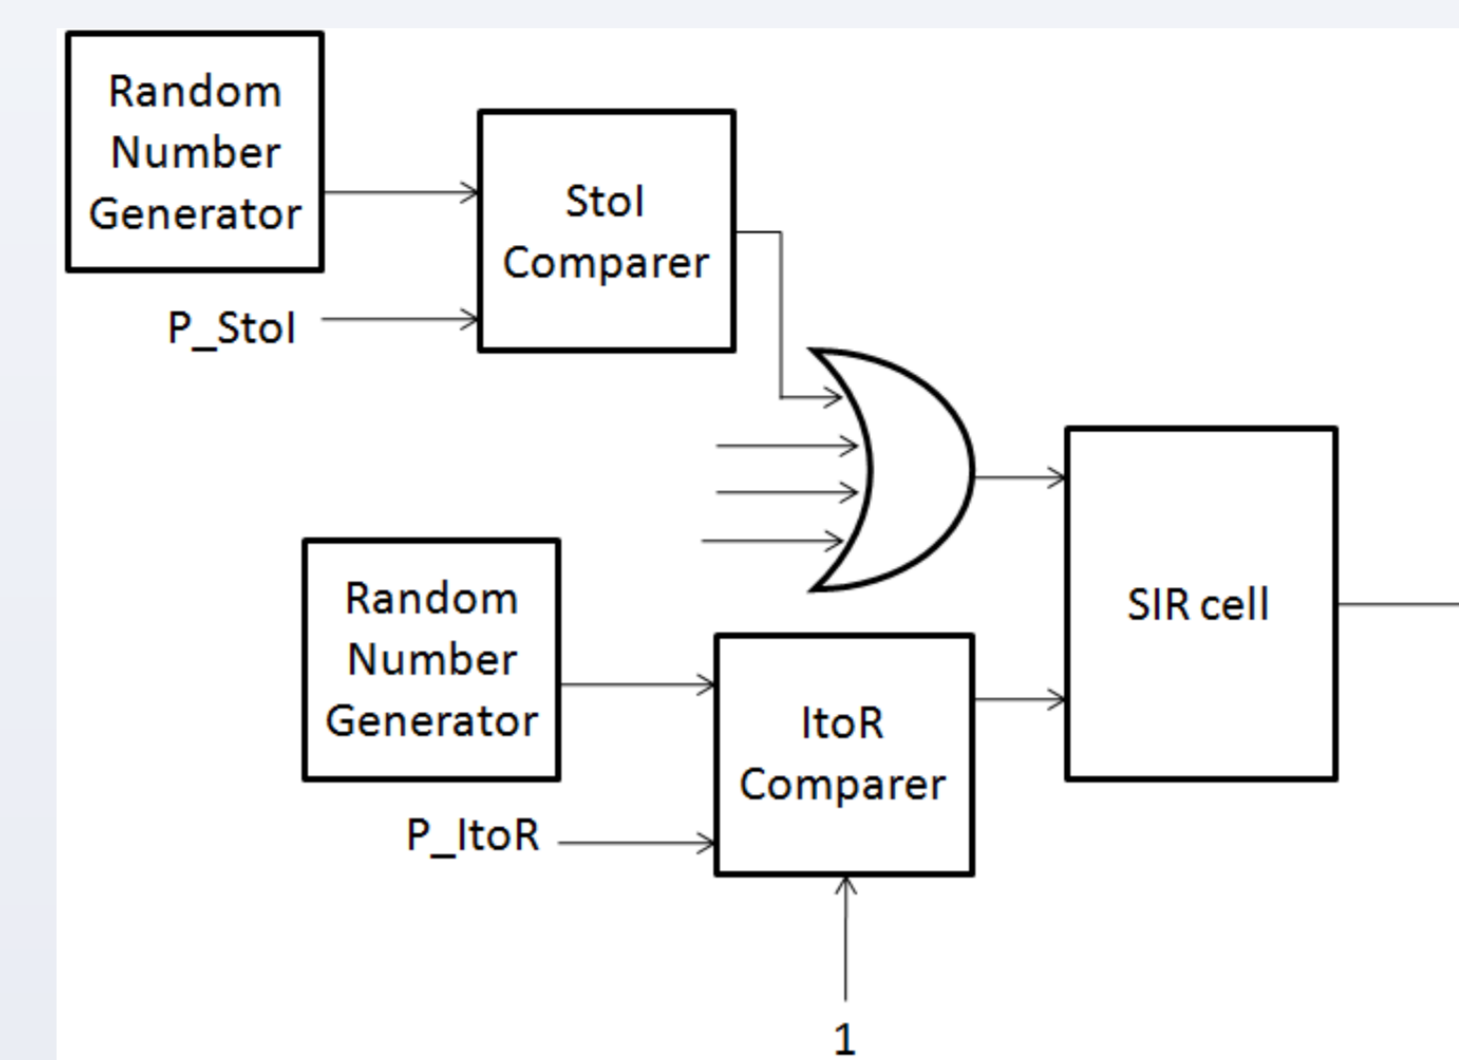 Random
Number
Generator
StoI
Comparer
P_StoI
Random
Number
Generator
SIR cell
ItoR
Comparer
P_ItoR
1